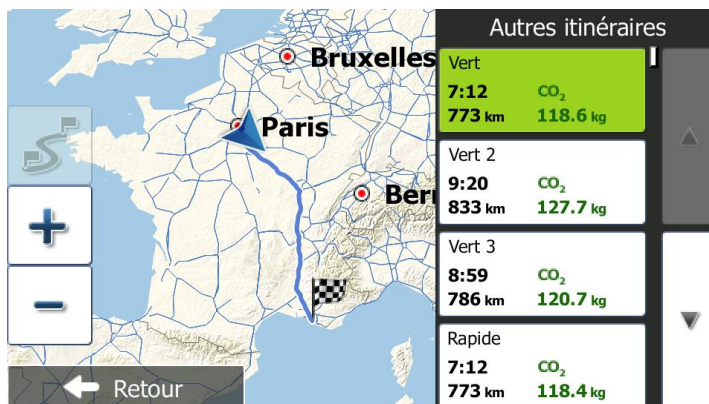 Bruxelles
Paris
Bern
Retour
Autres itinéraires
Vert
7:12 CO₂
773 km 118.6 kg
Vert 2
9:20 CO₂
833 km 127.7 kg
Vert 3
8:59 CO₂
786 km 120.7 kg
Rapide
7:12 CO₂
773 km 118.4 kg